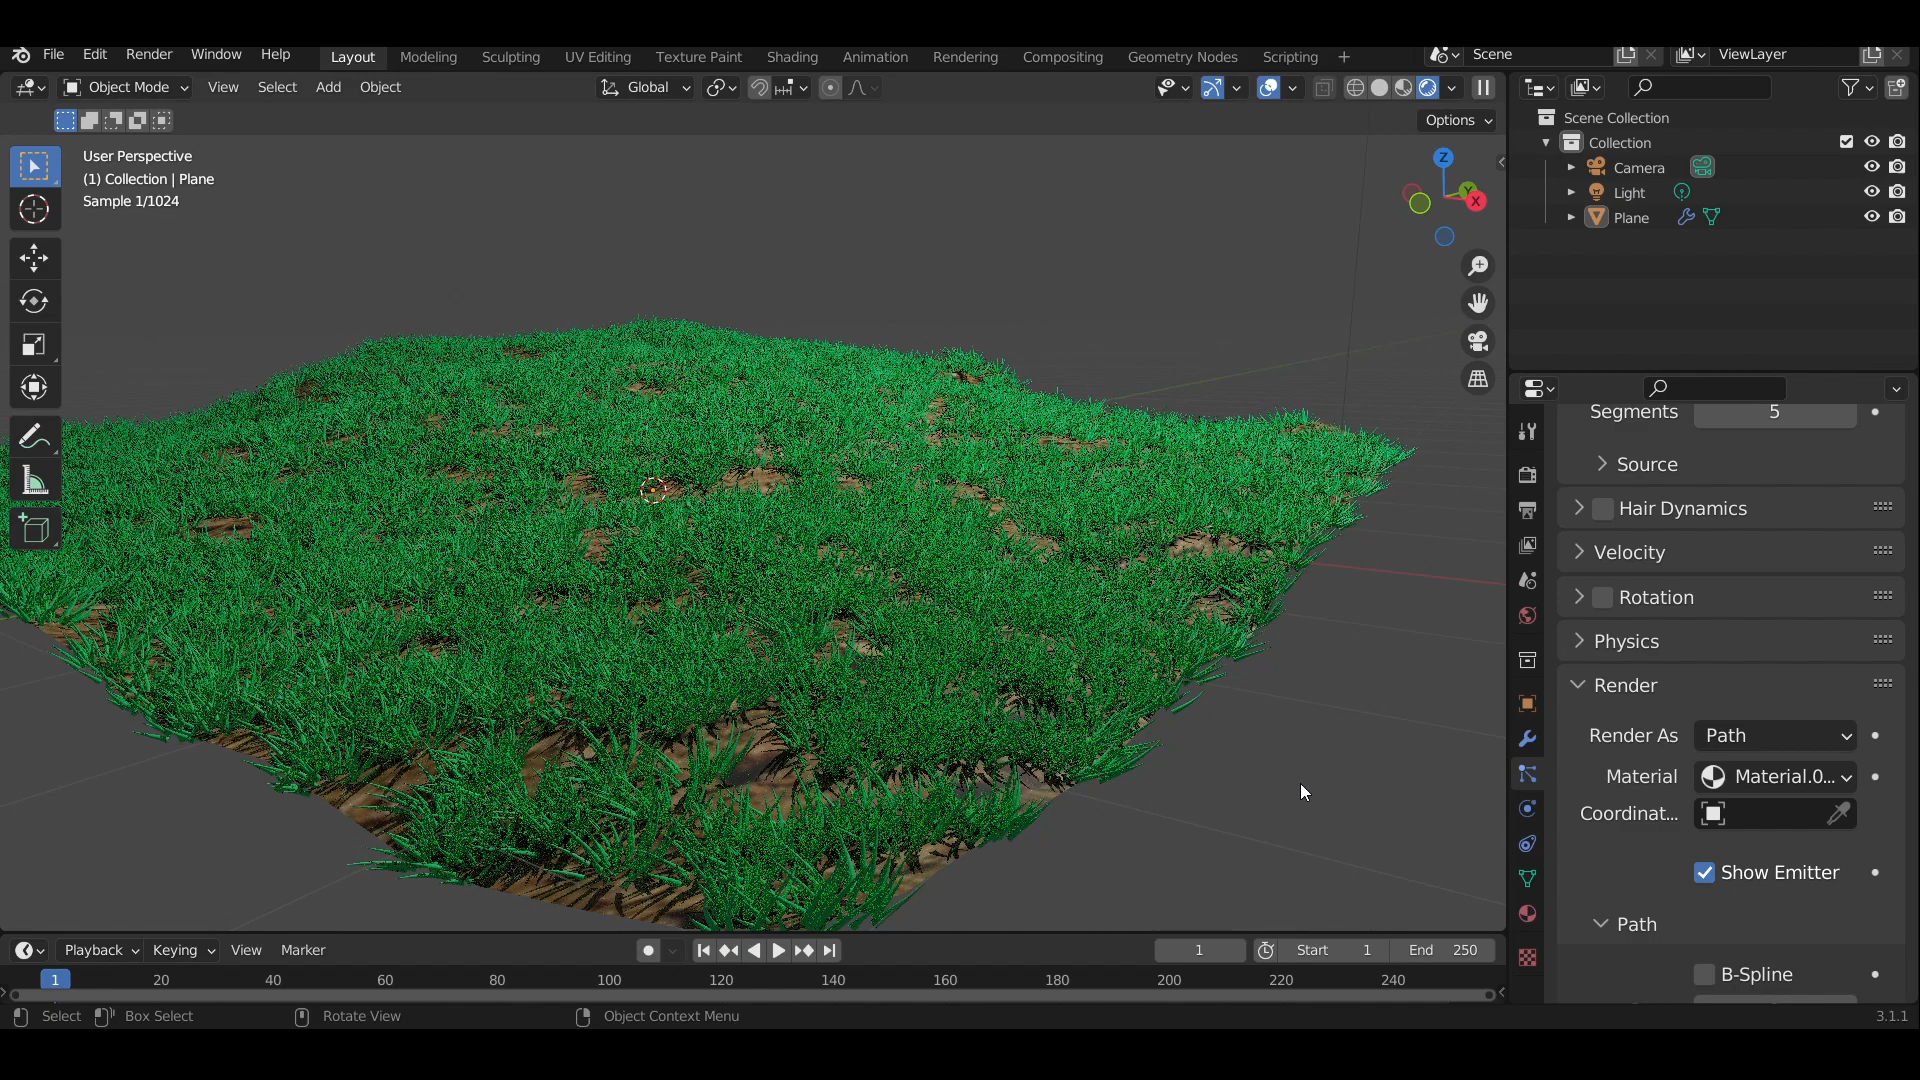 File Edit Render Window Help Layout Modeling Sculpting UV Editing Texture Paint Shading Animation Rendering Compositing Geometry Nodes Scripting + Scene ViewLayer
Object Mode View Select Add Object Global
Options
User Perspective
(1) Collection | Plane
Sample 1/1024
Z
Y
X
Scene Collection
Collection
Camera
Light
Plane
Segments 5
Source
Hair Dynamics
Velocity
Rotation
Physics
Render
Render As Path
Material Material.0...
Coordinat...
Show Emitter
Path
B-Spline
Playback Keying View Marker 1 Start 1 End 250
1 20 40 60 80 100 120 140 160 180 200 220 240
Select Box Select Rotate View Object Context Menu 3.1.1